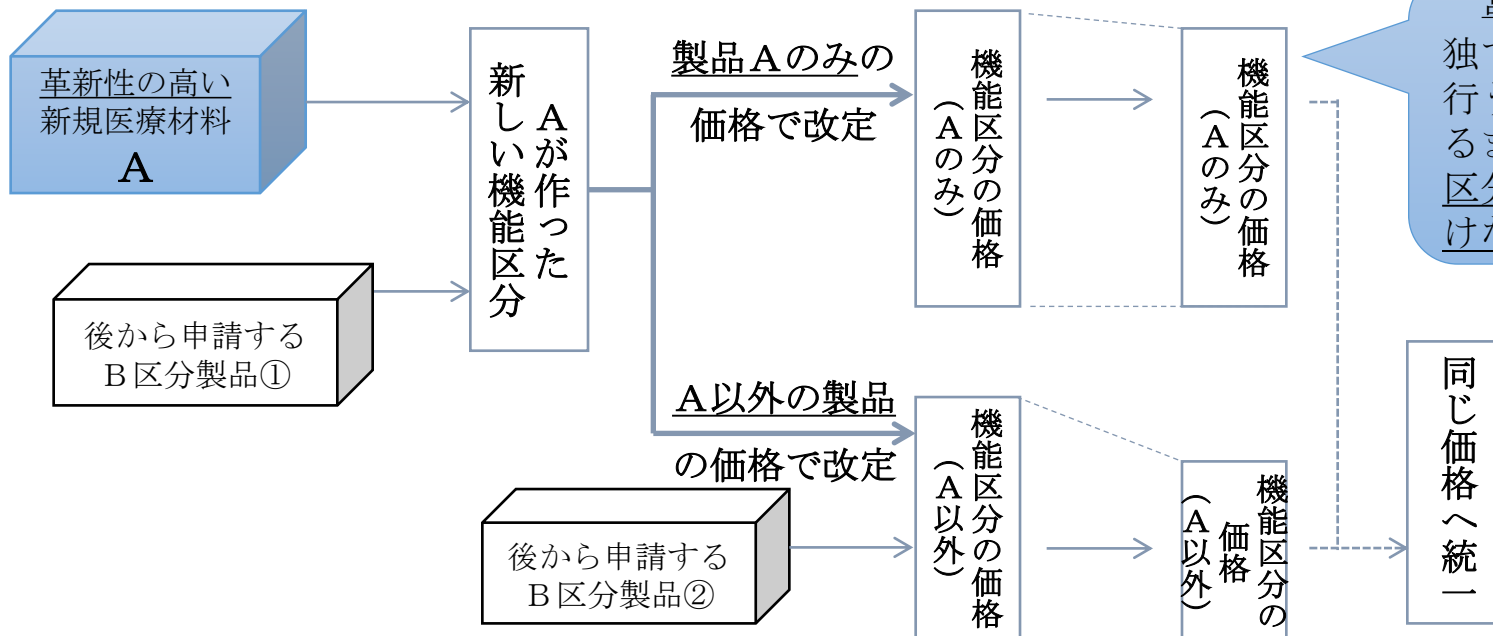 革新性の高い
新規医療材料
A
後から申請する
B区分製品①
Aが作った
新しい機能区分
製品Aのみの
価格で改定
機能区分の価格
(Aのみ)
機能区分の価格
(Aのみ)
独で
行う
るま
区分
けな
A以外の製品
の価格で改定
後から申請する
B区分製品②
機能区分の価格
(A以外)
機能区分の
価格
(A以外)
同じ価格へ統一